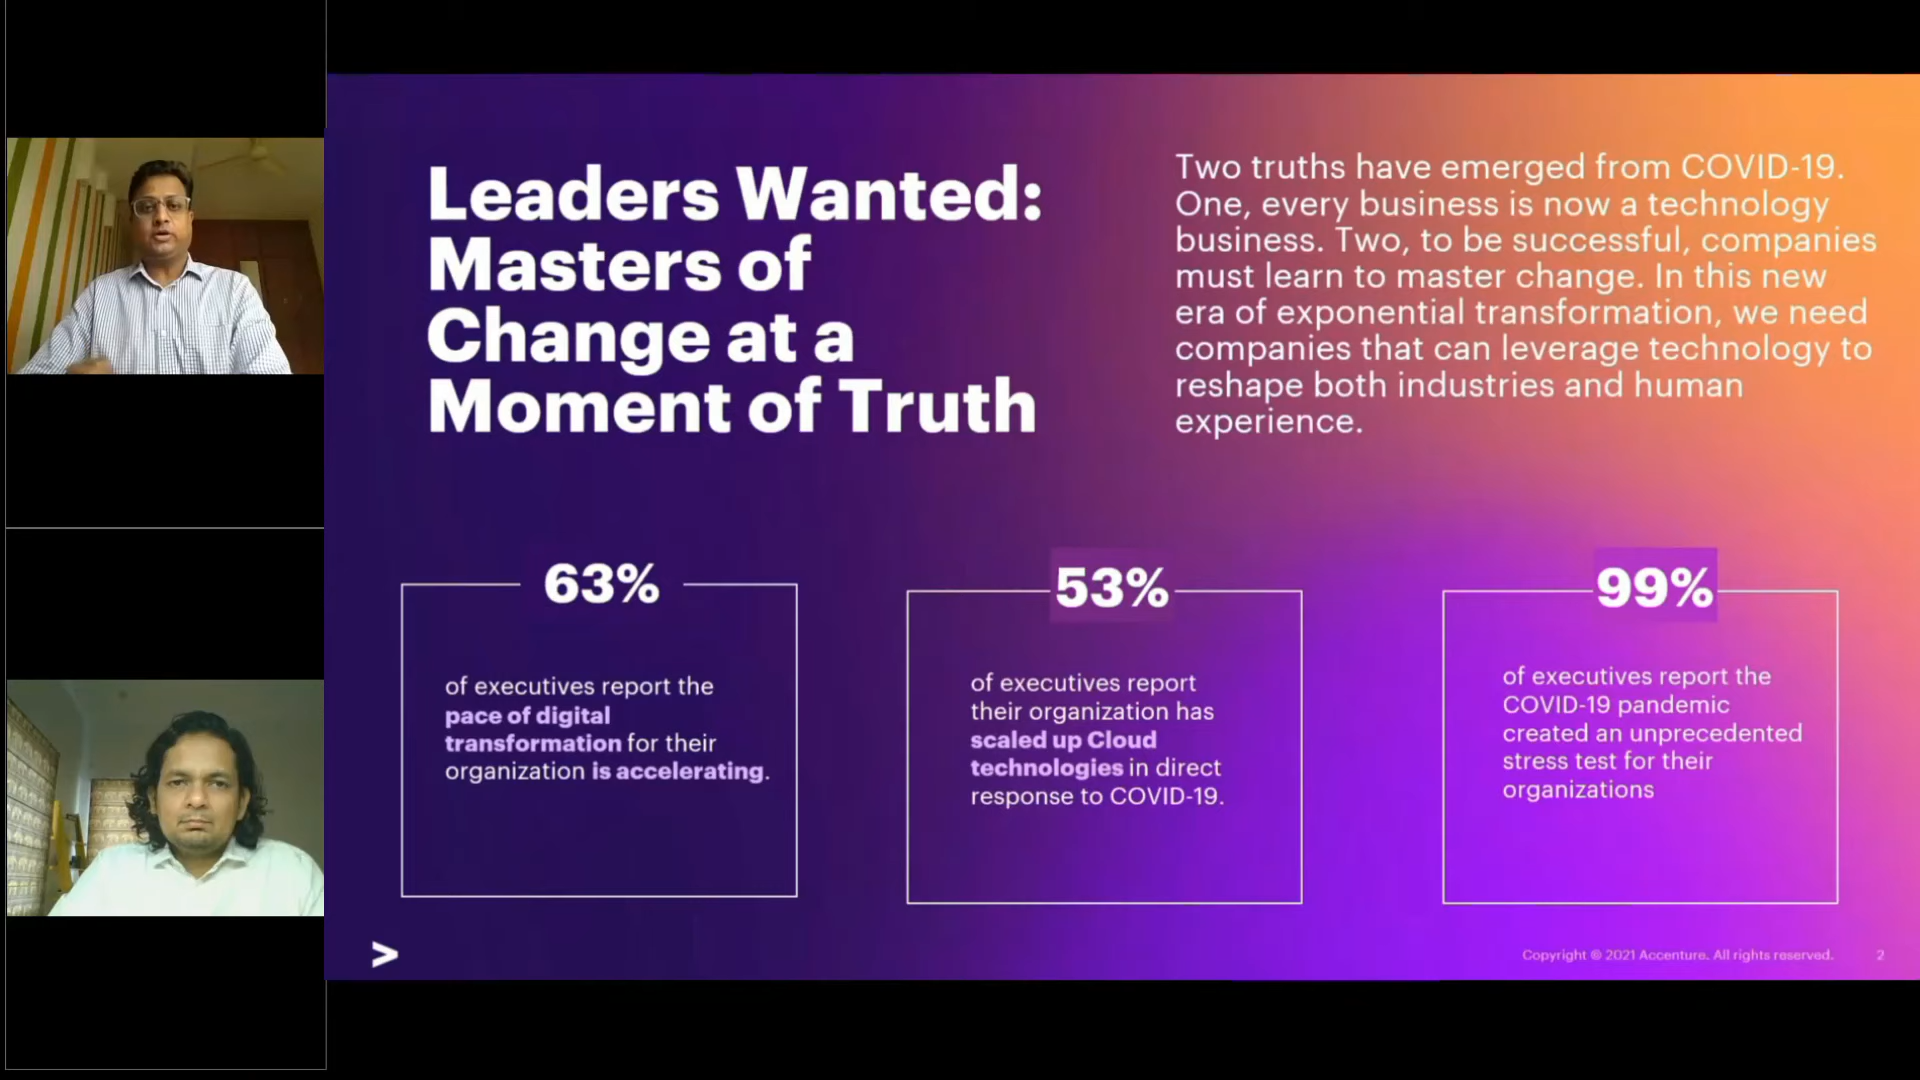 Leaders Wanted:
Masters of
Change at a
Moment of Truth
Two truths have emerged from COVID-19.
One, every business is now a technology
business. Two, to be successful, companies
must learn to master change. In this new
era of exponential transformation, we need
companies that can leverage technology to
reshape both industries and human
experience.
63%
of executives report the
pace of digital
transformation for their
organization is accelerating.
53%
of executives report
their organization has
scaled up Cloud
technologies in direct
response to COVID-19.
99%
of executives report the
COVID-19 pandemic
created an unprecedented
stress test for their
organizations
Copyright © 2021 Accenture. All rights reserved. 2